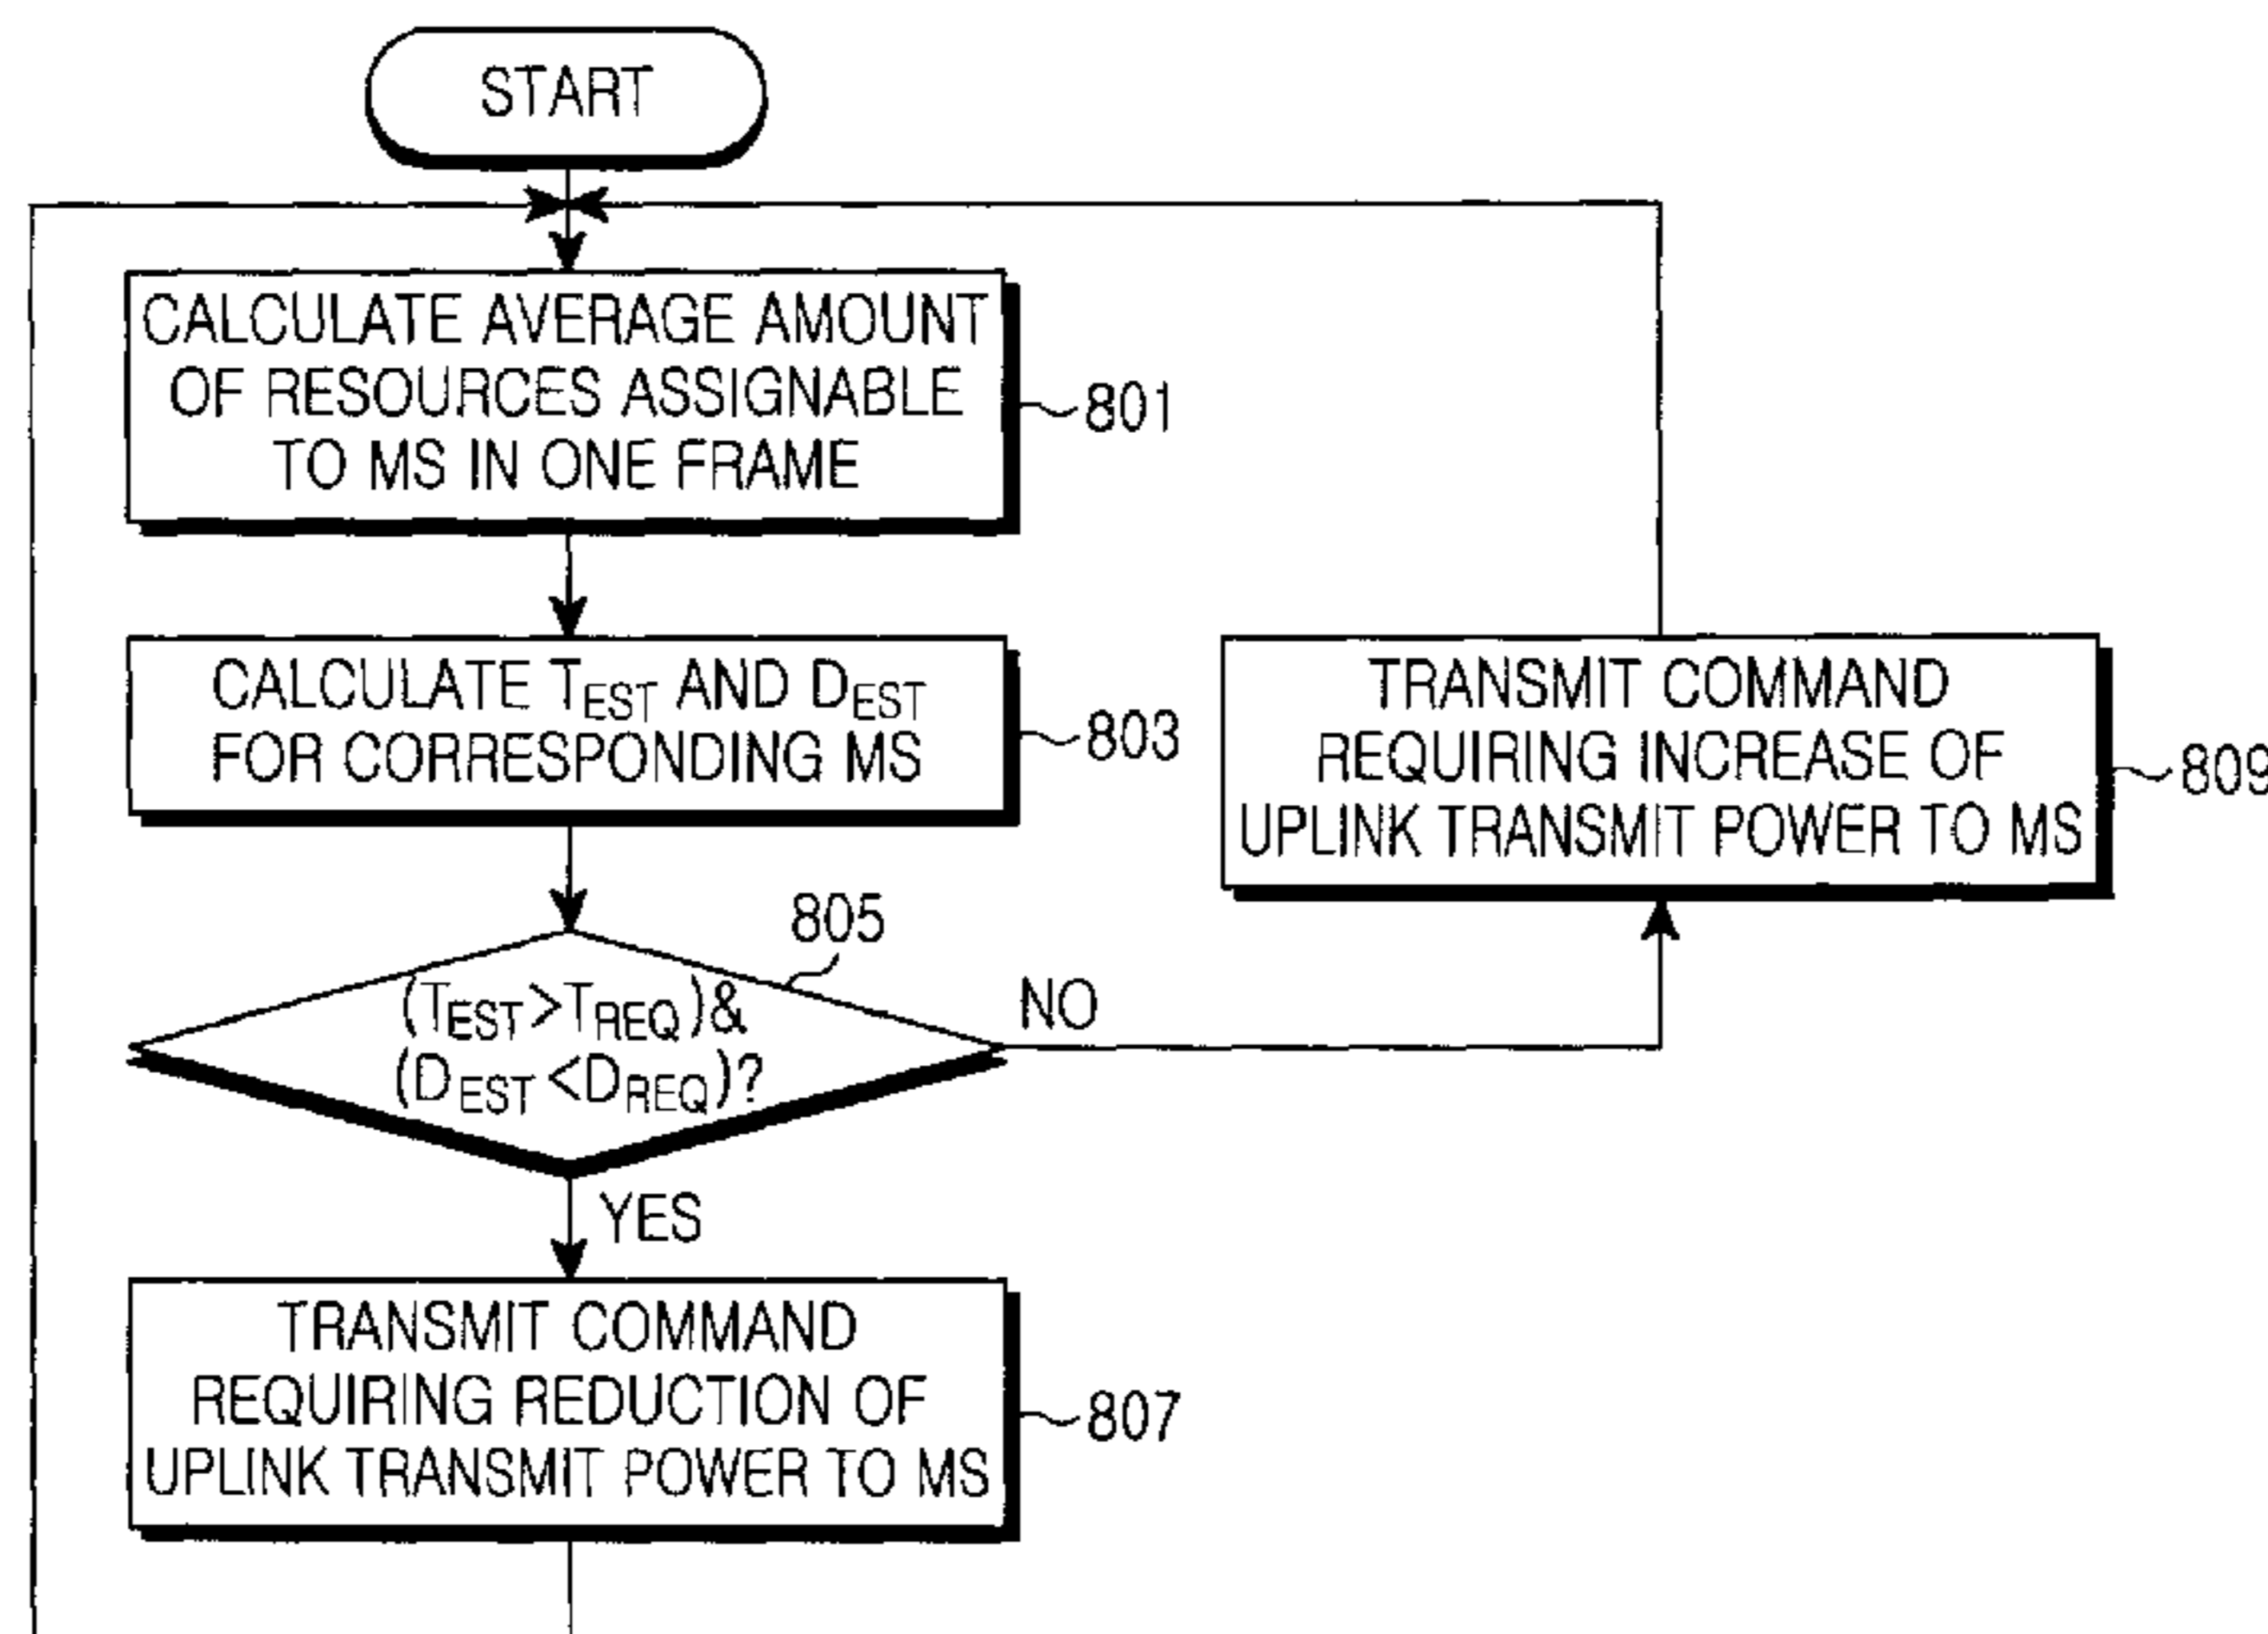 START
CALCULATE AVERAGE AMOUNT
OF RESOURCES ASSIGNABLE
TO MS IN ONE FRAME
801
CALCULATE TEST AND DEST
FOR CORRESPONDING MS
803
TRANSMIT COMMAND
REQUIRING INCREASE OF
UPLINK TRANSMIT POWER TO MS
809
805
(TEST>TREQ)&
(DEST<DREQ)?
NO
YES
TRANSMIT COMMAND
REQUIRING REDUCTION OF
UPLINK TRANSMIT POWER TO MS
807